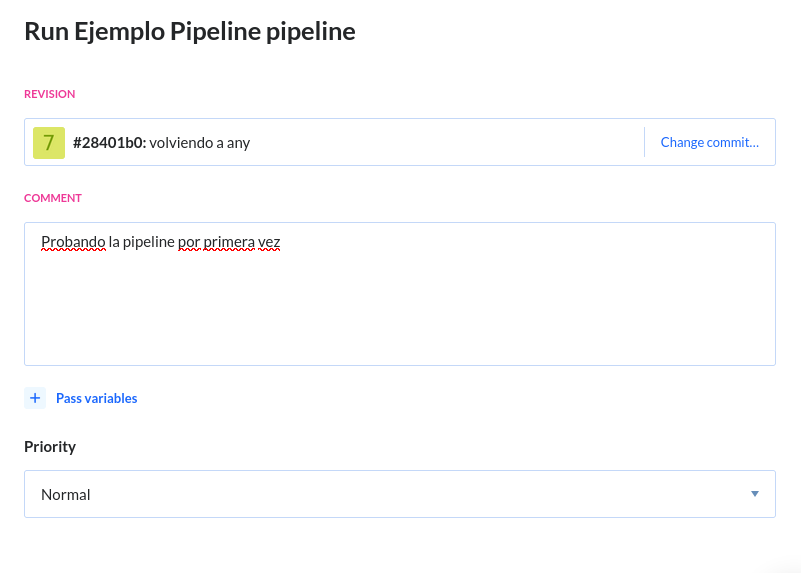 Run Ejemplo Pipeline pipeline
REVISION
7 #28401b0: volviendo a any Change commit...
COMMENT
Probando la pipeline por primera vez
+ Pass variables
Priority
Normal